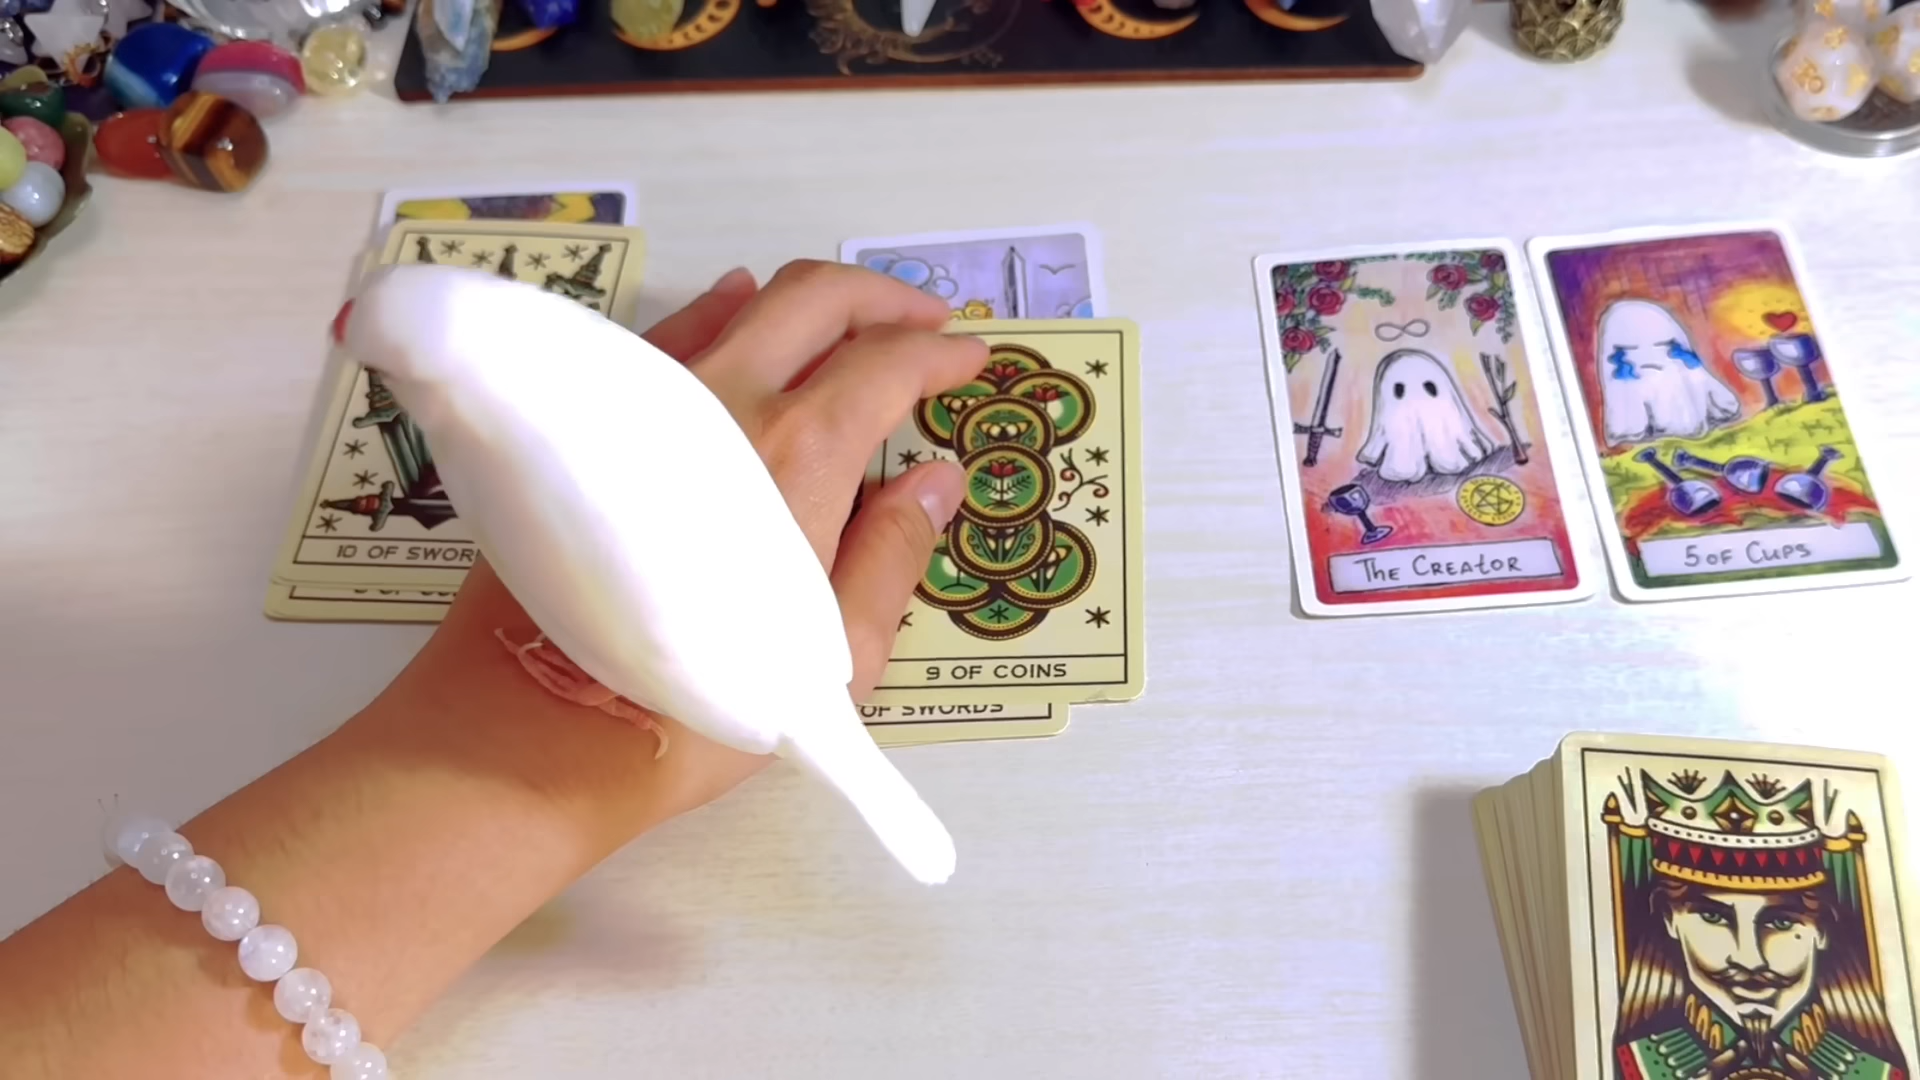 10 OF SWOR
9 OF COINS
OF SWORDS
The Creator
5 of Cups